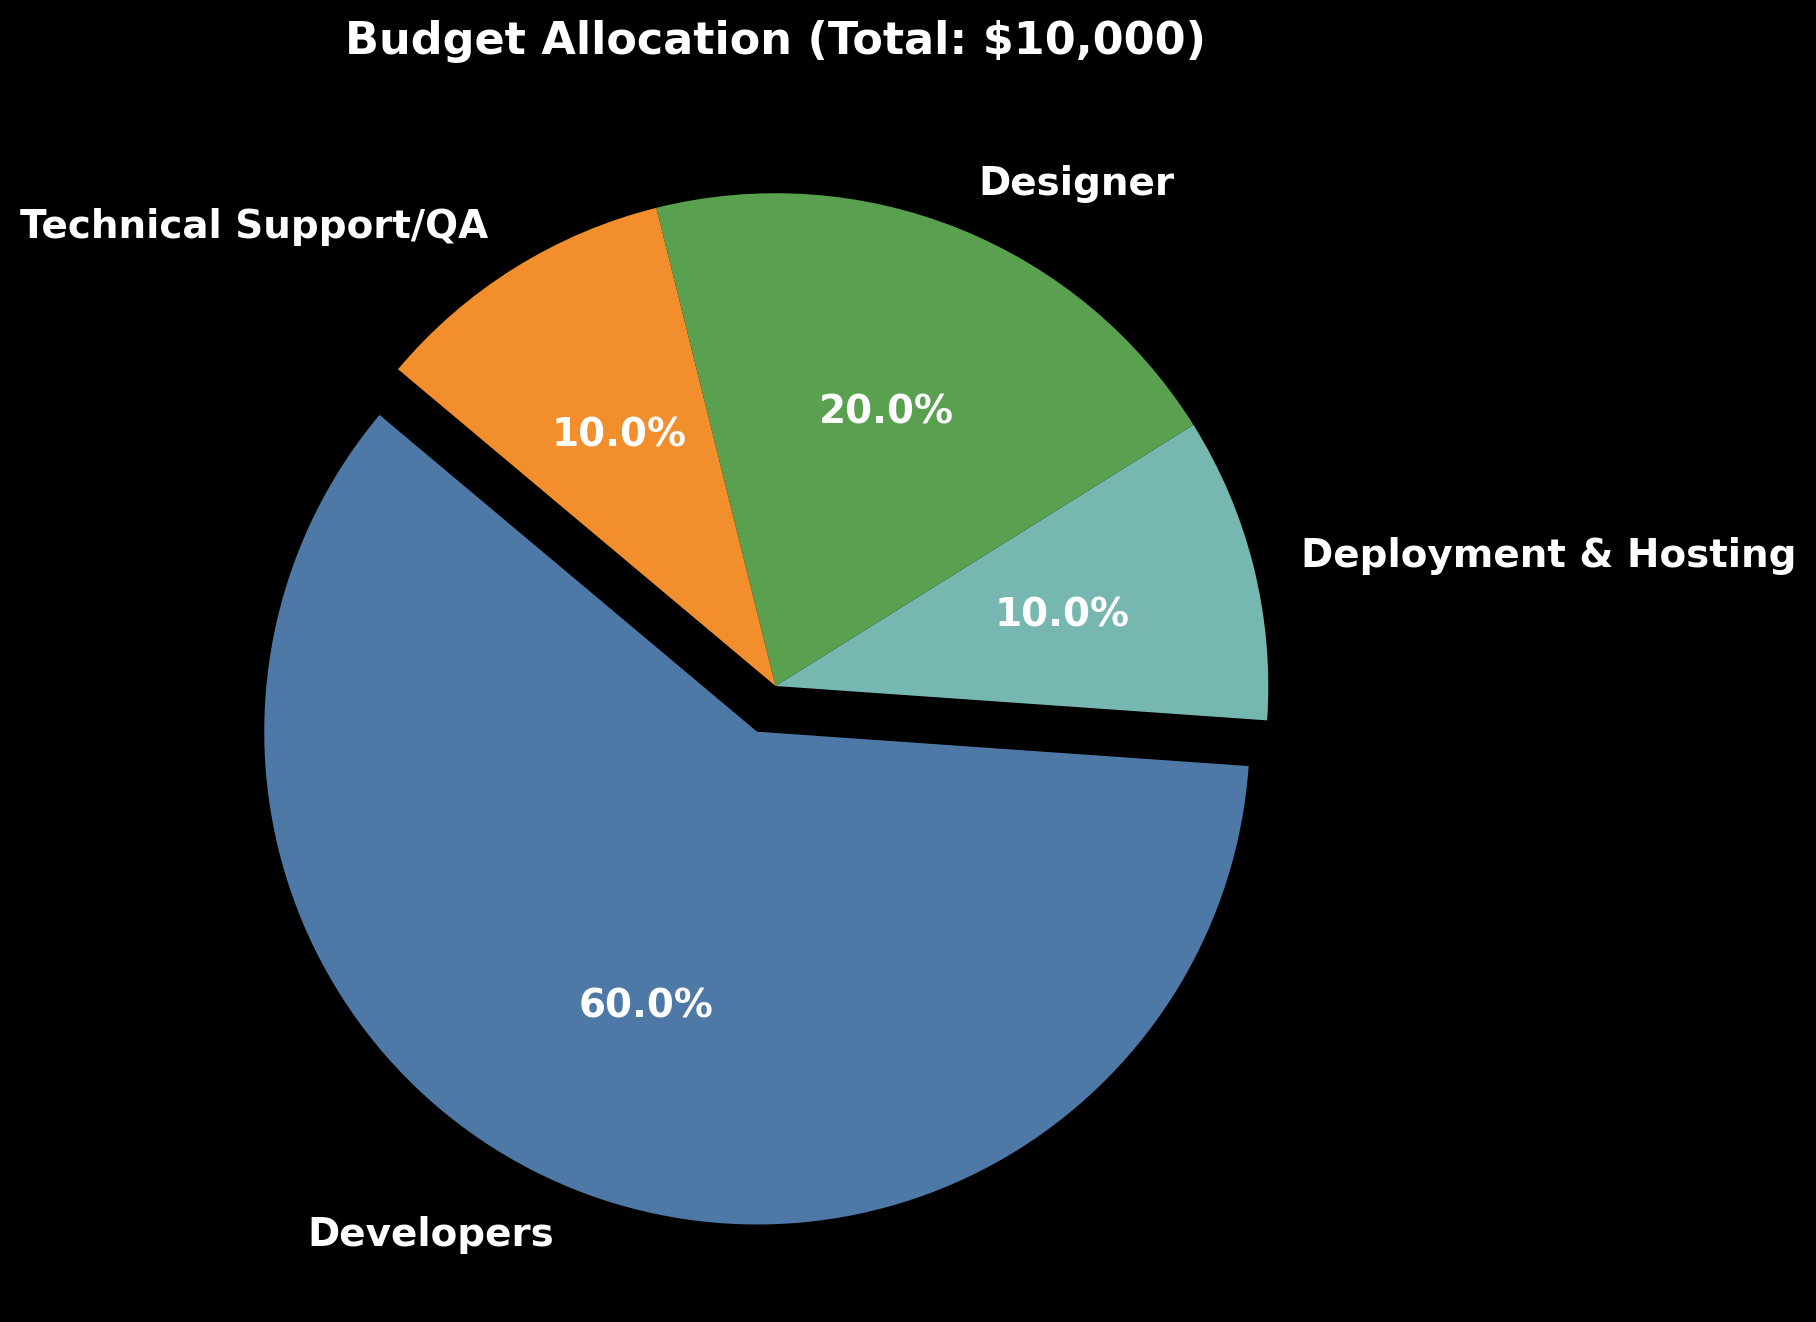 Budget Allocation (Total: $10,000)
Designer
Technical Support/QA
20.0%
10.0%
Deployment & Hosting
10.0%
60.0%
Developers